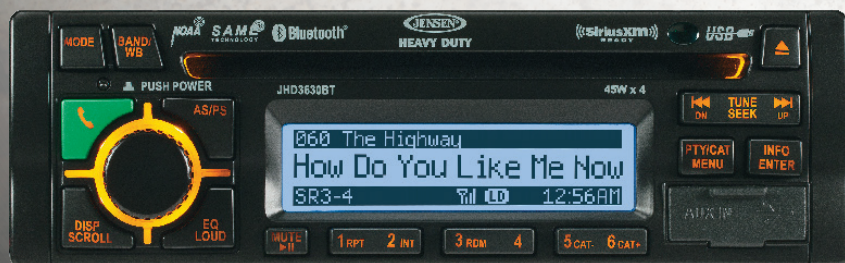 MODE
BAND/
WB
NOAA
S.A.M.E
TECHNOLOGY
Bluetooth®
JENSEN®
HEAVY DUTY
((SiriusXM))
READY
USB
PUSH POWER
JHD3630BT
45W x 4
AS/PS
TUNE
SEEK
DN
UP
060 The Highway
How Do You Like Me Now
SR3-4
LD
12:56AM
PTY/CAT
MENU
INFO
ENTER
AUX IN
DISP
SCROLL
EQ
LOUD
MUTE
1 RPT
2 INT
3 RDM
4
5 CAT-
6 CAT+